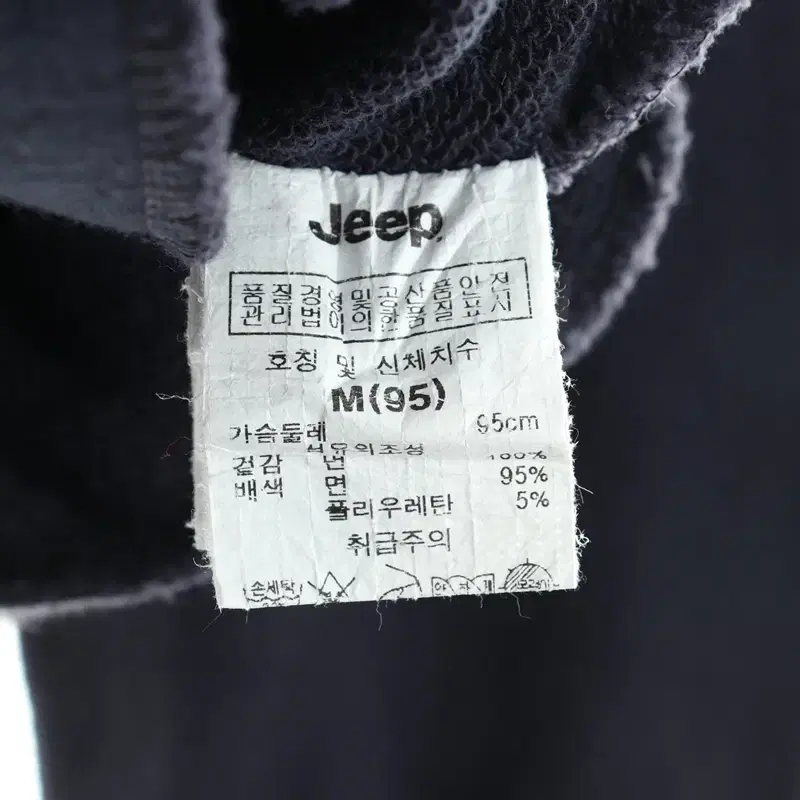 Jeep
품질경영및공산품안전
관리법에의한품질표시
호칭 및 신체치수
M(95)
가슴둘레 95cm
섬유의조성
겉감 면 100%
배색 면 95%
폴리우레탄 5%
취급주의
손세탁